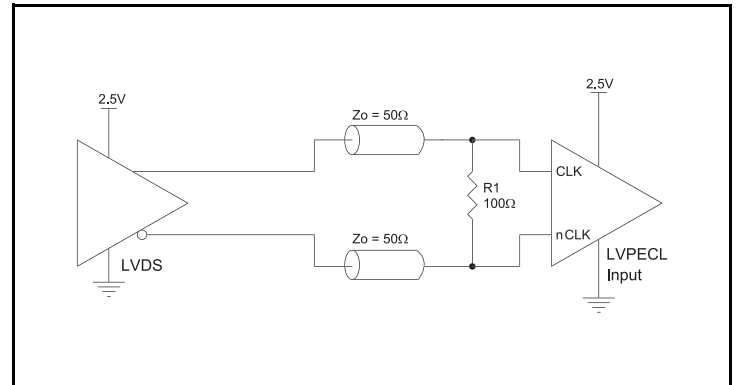 2.5V
2.5V
Zo = 50Ω
CLK
R1
100Ω
Zo = 50Ω
nCLK
LVDS
LVPECL
Input